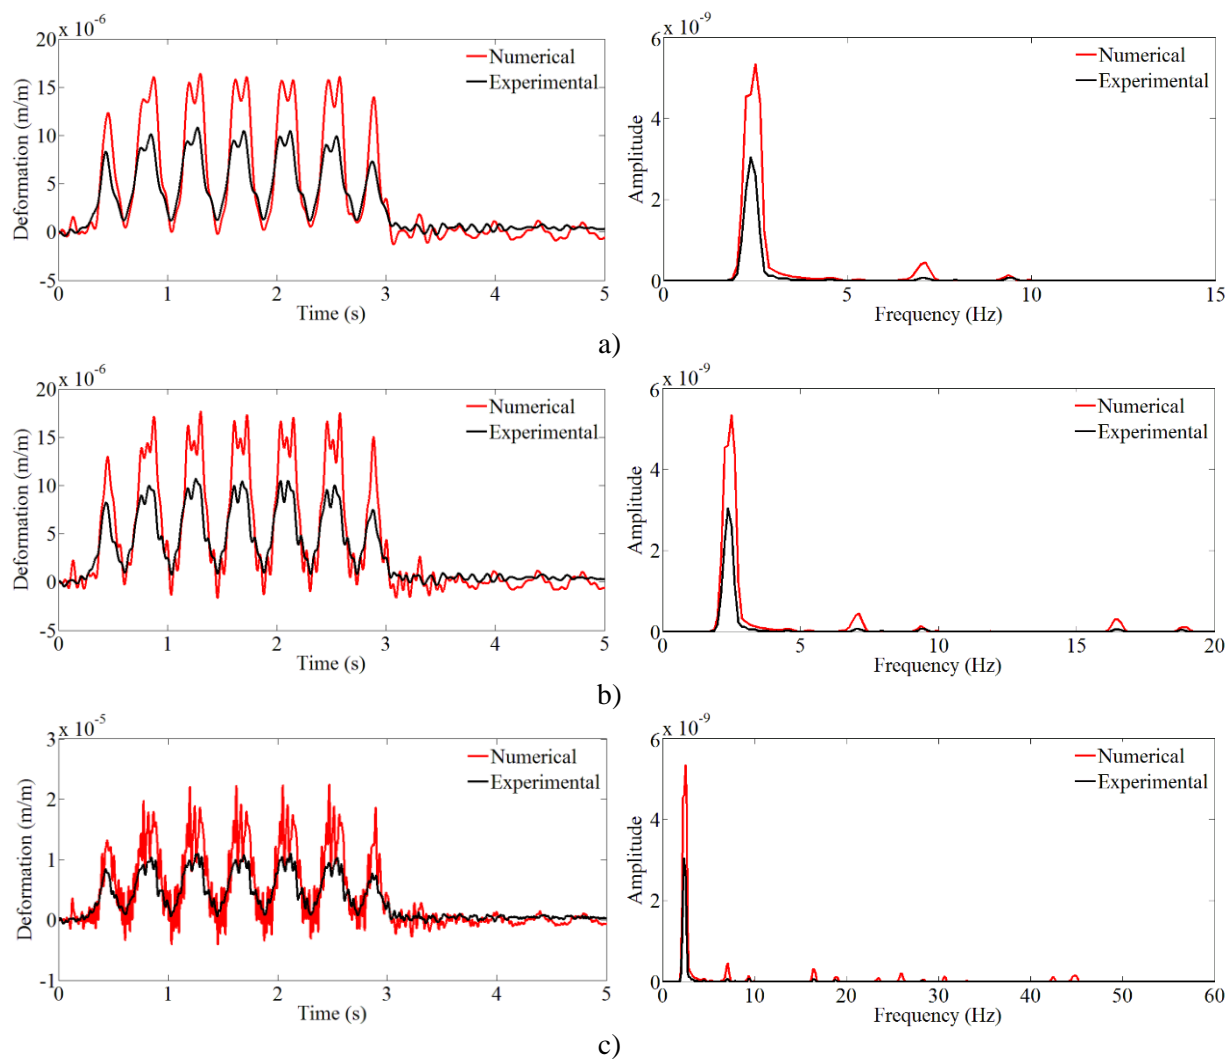 x 10^-6
20
15
10
5
0
-5
Deformation (m/m)
0 1 2 3 4 5
Time (s)
Numerical
Experimental
x 10^-9
6
4
2
0
Amplitude
0 5 10 15
Frequency (Hz)
Numerical
Experimental
a)
x 10^-6
20
15
10
5
0
-5
Deformation (m/m)
0 1 2 3 4 5
Time (s)
Numerical
Experimental
x 10^-9
6
4
2
0
Amplitude
0 5 10 15 20
Frequency (Hz)
Numerical
Experimental
b)
x 10^-5
3
2
1
0
-1
Deformation (m/m)
0 1 2 3 4 5
Time (s)
Numerical
Experimental
x 10^-9
6
4
2
0
Amplitude
0 10 20 30 40 50 60
Frequency (Hz)
Numerical
Experimental
c)